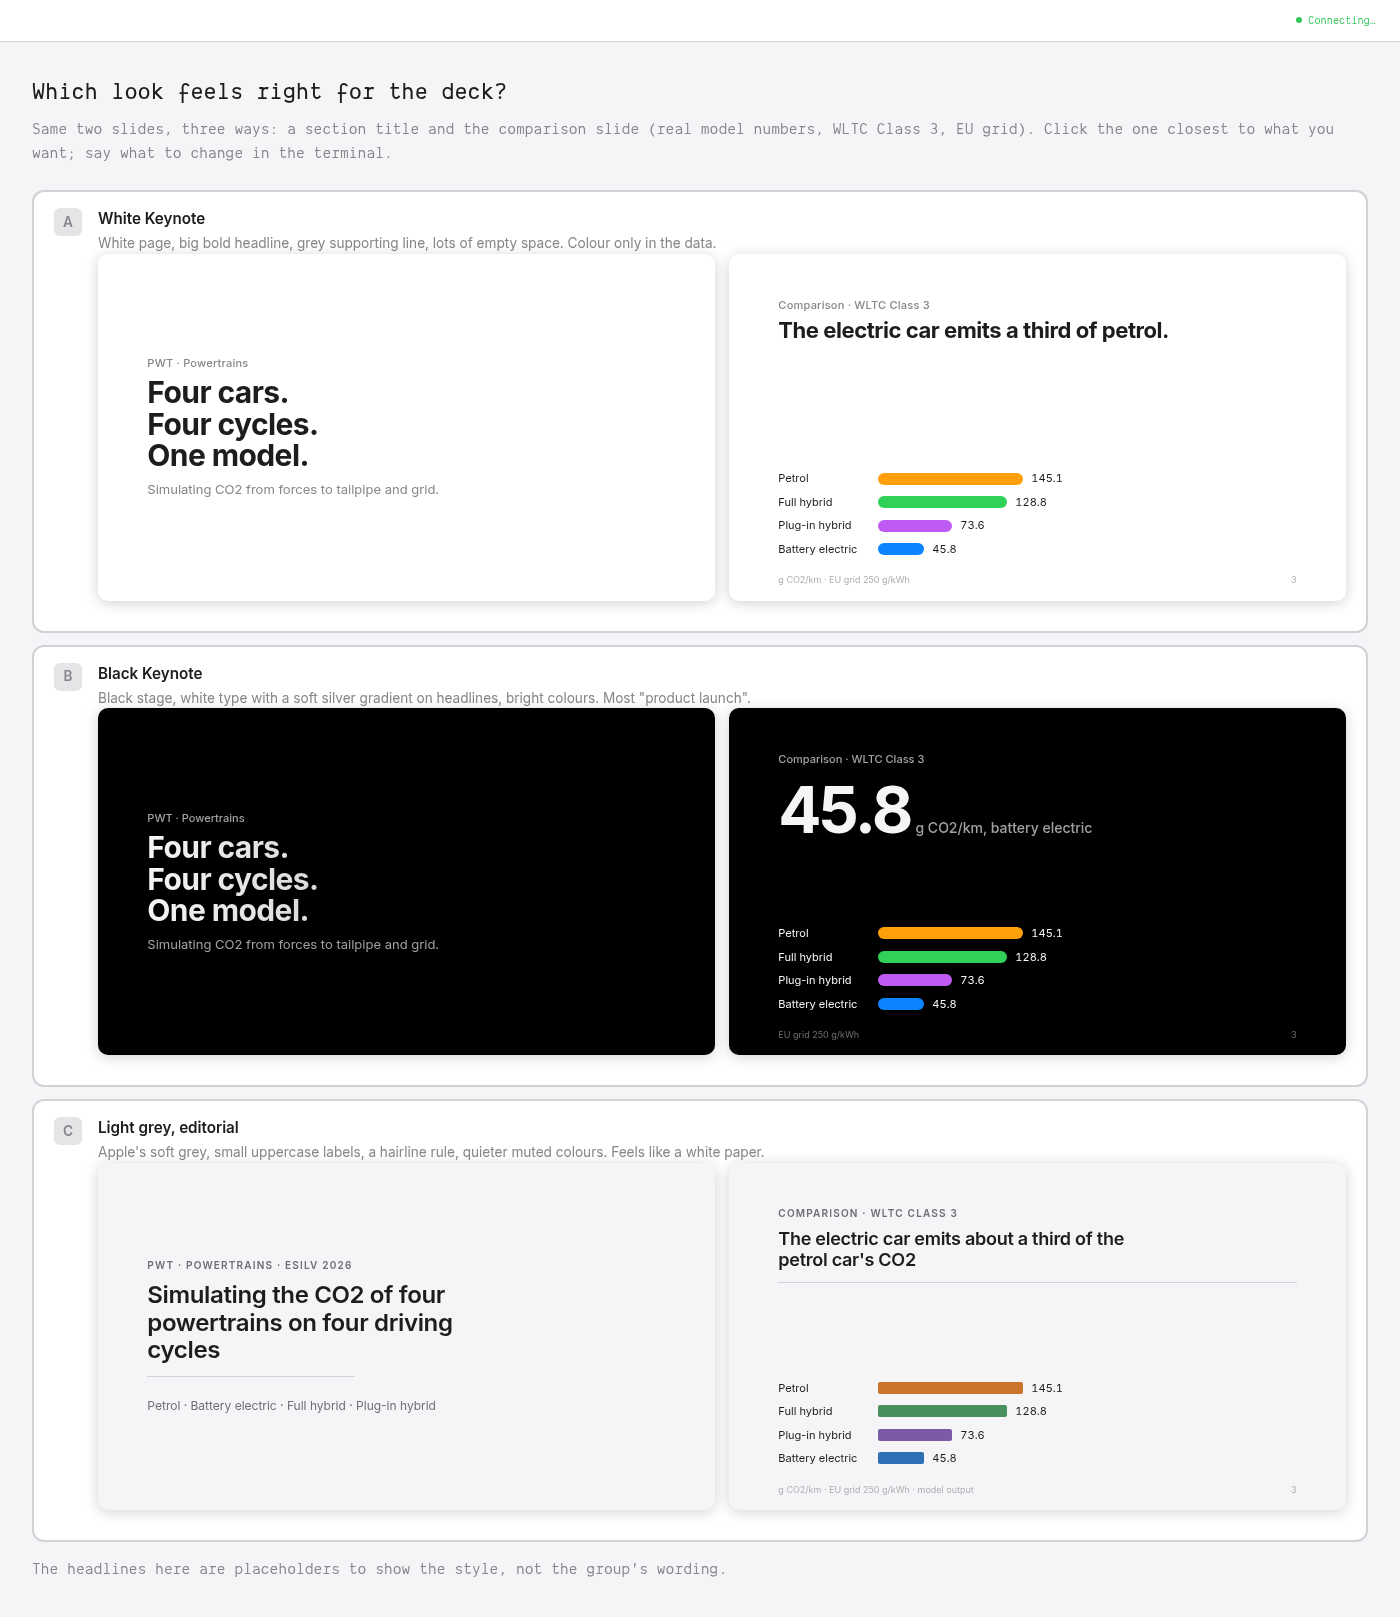 Connecting…
Which look feels right for the deck?
Same two slides, three ways: a section title and the comparison slide (real model numbers, WLTC Class 3, EU grid). Click the one closest to what you
want; say what to change in the terminal.
A
White Keynote
White page, big bold headline, grey supporting line, lots of empty space. Colour only in the data.
PWT · Powertrains
Four cars.
Four cycles.
One model.
Simulating CO2 from forces to tailpipe and grid.
Comparison · WLTC Class 3
The electric car emits a third of petrol.
Petrol 145.1
Full hybrid 128.8
Plug-in hybrid 73.6
Battery electric 45.8
g CO2/km · EU grid 250 g/kWh 3
B
Black Keynote
Black stage, white type with a soft silver gradient on headlines, bright colours. Most "product launch".
PWT · Powertrains
Four cars.
Four cycles.
One model.
Simulating CO2 from forces to tailpipe and grid.
Comparison · WLTC Class 3
45.8 g CO2/km, battery electric
Petrol 145.1
Full hybrid 128.8
Plug-in hybrid 73.6
Battery electric 45.8
EU grid 250 g/kWh 3
C
Light grey, editorial
Apple's soft grey, small uppercase labels, a hairline rule, quieter muted colours. Feels like a white paper.
PWT · POWERTRAINS · ESILV 2026
Simulating the CO2 of four
powertrains on four driving
cycles
Petrol · Battery electric · Full hybrid · Plug-in hybrid
COMPARISON · WLTC CLASS 3
The electric car emits about a third of the
petrol car's CO2
Petrol 145.1
Full hybrid 128.8
Plug-in hybrid 73.6
Battery electric 45.8
g CO2/km · EU grid 250 g/kWh · model output 3
The headlines here are placeholders to show the style, not the group's wording.